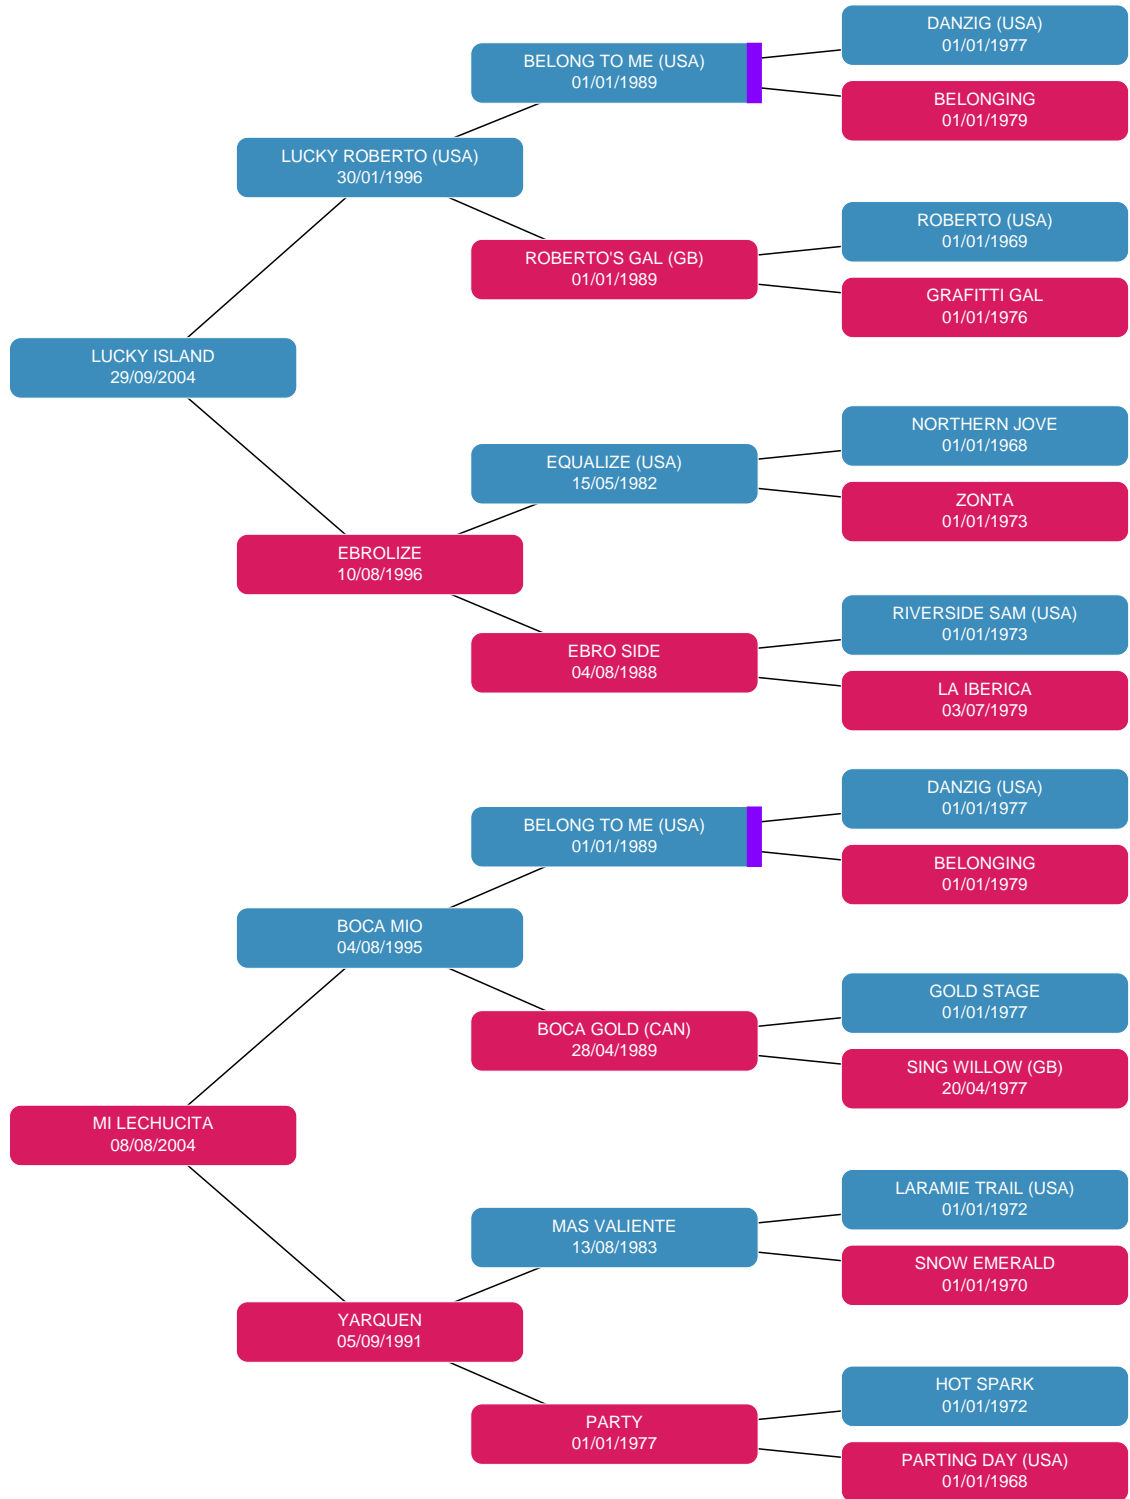 DANZIG (USA)
01/01/1977
BELONG TO ME (USA)
01/01/1989
BELONGING
01/01/1979
LUCKY ROBERTO (USA)
30/01/1996
ROBERTO (USA)
01/01/1969
ROBERTO'S GAL (GB)
01/01/1989
GRAFITTI GAL
01/01/1976
LUCKY ISLAND
29/09/2004
NORTHERN JOVE
01/01/1968
EQUALIZE (USA)
15/05/1982
ZONTA
01/01/1973
EBROLIZE
10/08/1996
RIVERSIDE SAM (USA)
01/01/1973
EBRO SIDE
04/08/1988
LA IBERICA
03/07/1979
DANZIG (USA)
01/01/1977
BELONG TO ME (USA)
01/01/1989
BELONGING
01/01/1979
BOCA MIO
04/08/1995
GOLD STAGE
01/01/1977
BOCA GOLD (CAN)
28/04/1989
SING WILLOW (GB)
20/04/1977
MI LECHUCITA
08/08/2004
LARAMIE TRAIL (USA)
01/01/1972
MAS VALIENTE
13/08/1983
SNOW EMERALD
01/01/1970
YARQUEN
05/09/1991
HOT SPARK
01/01/1972
PARTY
01/01/1977
PARTING DAY (USA)
01/01/1968